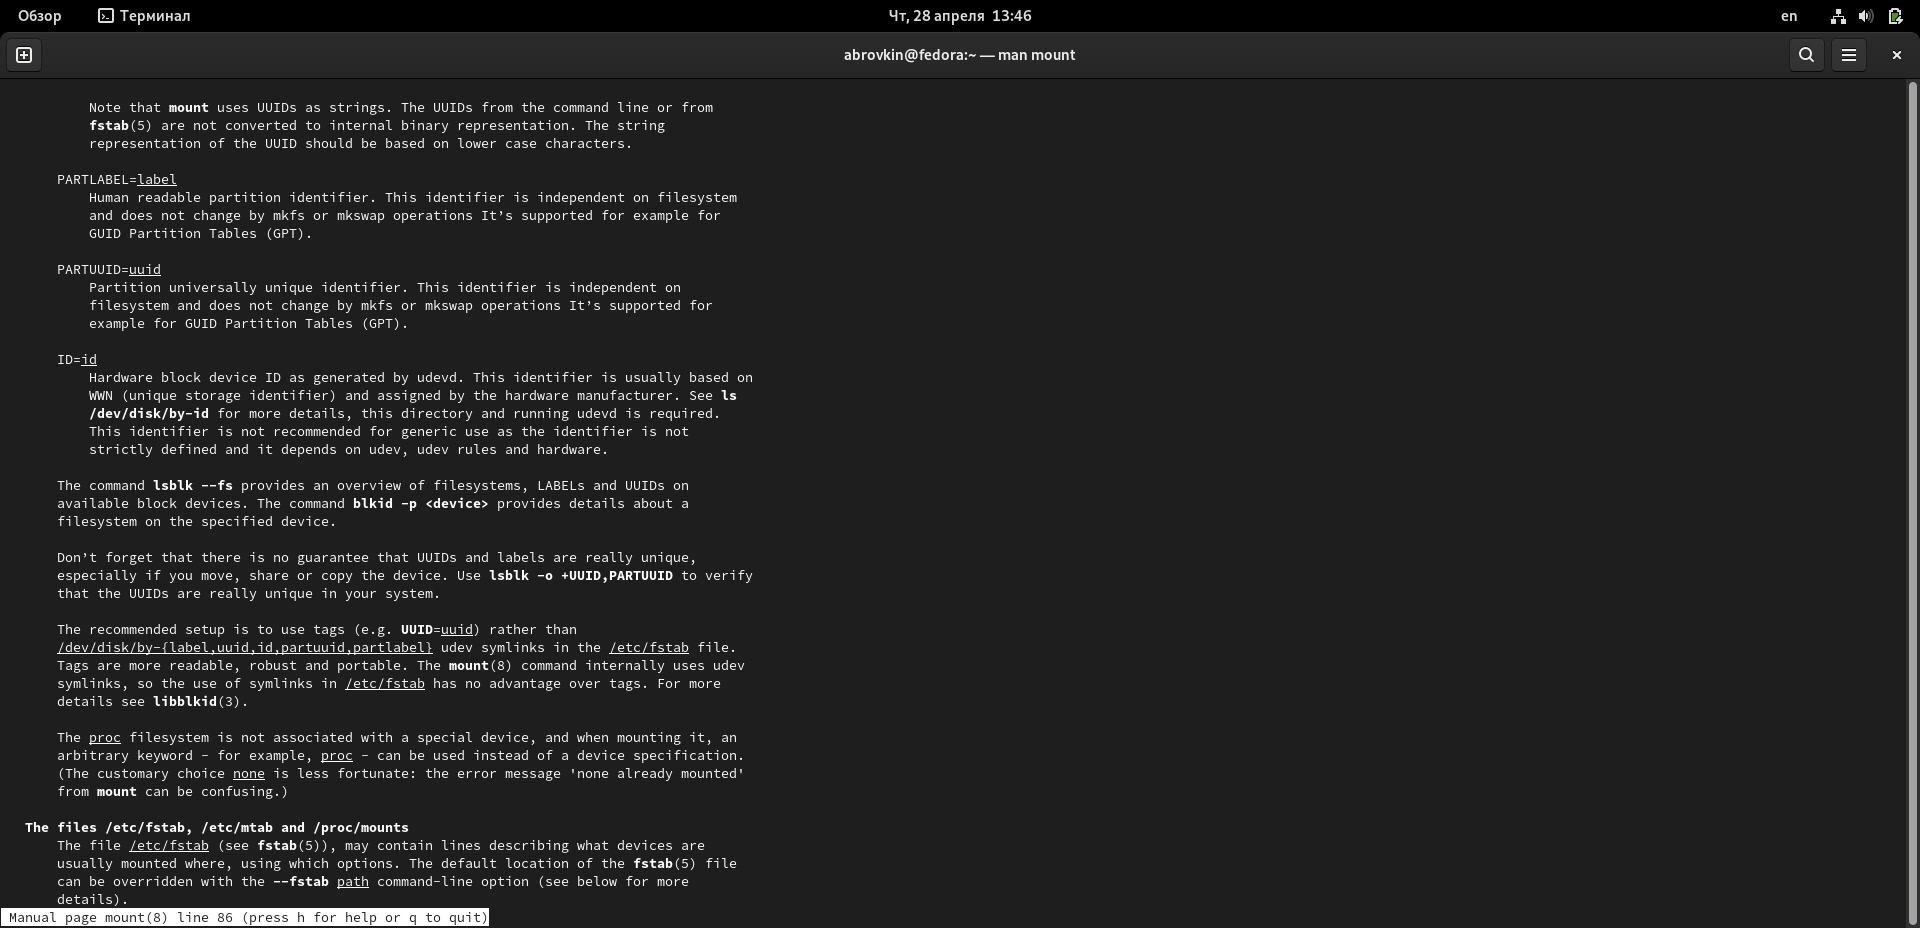 Обзор
Терминал
Чт, 28 апреля 13:46
en
abrovkin@fedora:~ — man mount
Note that mount uses UUIDs as strings. The UUIDs from the command line or from
fstab(5) are not converted to internal binary representation. The string
representation of the UUID should be based on lower case characters.
PARTLABEL=label
Human readable partition identifier. This identifier is independent on filesystem
and does not change by mkfs or mkswap operations It’s supported for example for
GUID Partition Tables (GPT).
PARTUUID=uuid
Partition universally unique identifier. This identifier is independent on
filesystem and does not change by mkfs or mkswap operations It’s supported for
example for GUID Partition Tables (GPT).
ID=id
Hardware block device ID as generated by udevd. This identifier is usually based on
WWN (unique storage identifier) and assigned by the hardware manufacturer. See ls
/dev/disk/by-id for more details, this directory and running udevd is required.
This identifier is not recommended for generic use as the identifier is not
strictly defined and it depends on udev, udev rules and hardware.
The command lsblk --fs provides an overview of filesystems, LABELs and UUIDs on
available block devices. The command blkid -p <device> provides details about a
filesystem on the specified device.
Don’t forget that there is no guarantee that UUIDs and labels are really unique,
especially if you move, share or copy the device. Use lsblk -o +UUID,PARTUUID to verify
that the UUIDs are really unique in your system.
The recommended setup is to use tags (e.g. UUID=uuid) rather than
/dev/disk/by-{label,uuid,id,partuuid,partlabel} udev symlinks in the /etc/fstab file.
Tags are more readable, robust and portable. The mount(8) command internally uses udev
symlinks, so the use of symlinks in /etc/fstab has no advantage over tags. For more
details see libblkid(3).
The proc filesystem is not associated with a special device, and when mounting it, an
arbitrary keyword - for example, proc - can be used instead of a device specification.
(The customary choice none is less fortunate: the error message 'none already mounted'
from mount can be confusing.)
The files /etc/fstab, /etc/mtab and /proc/mounts
The file /etc/fstab (see fstab(5)), may contain lines describing what devices are
usually mounted where, using which options. The default location of the fstab(5) file
can be overridden with the --fstab path command-line option (see below for more
details).
Manual page mount(8) line 86 (press h for help or q to quit)